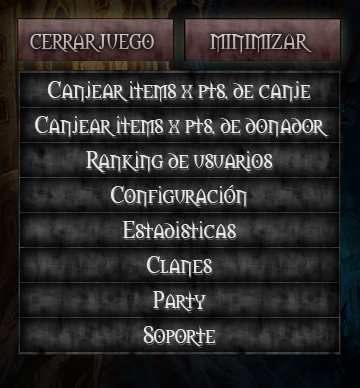 CERRAR JUEGO
MINIMIZAR
Canjear items x pts. de canje
Canjear items x pts. de donador
Ranking de usuarios
Configuración
Estadisticas
Clanes
Party
Soporte